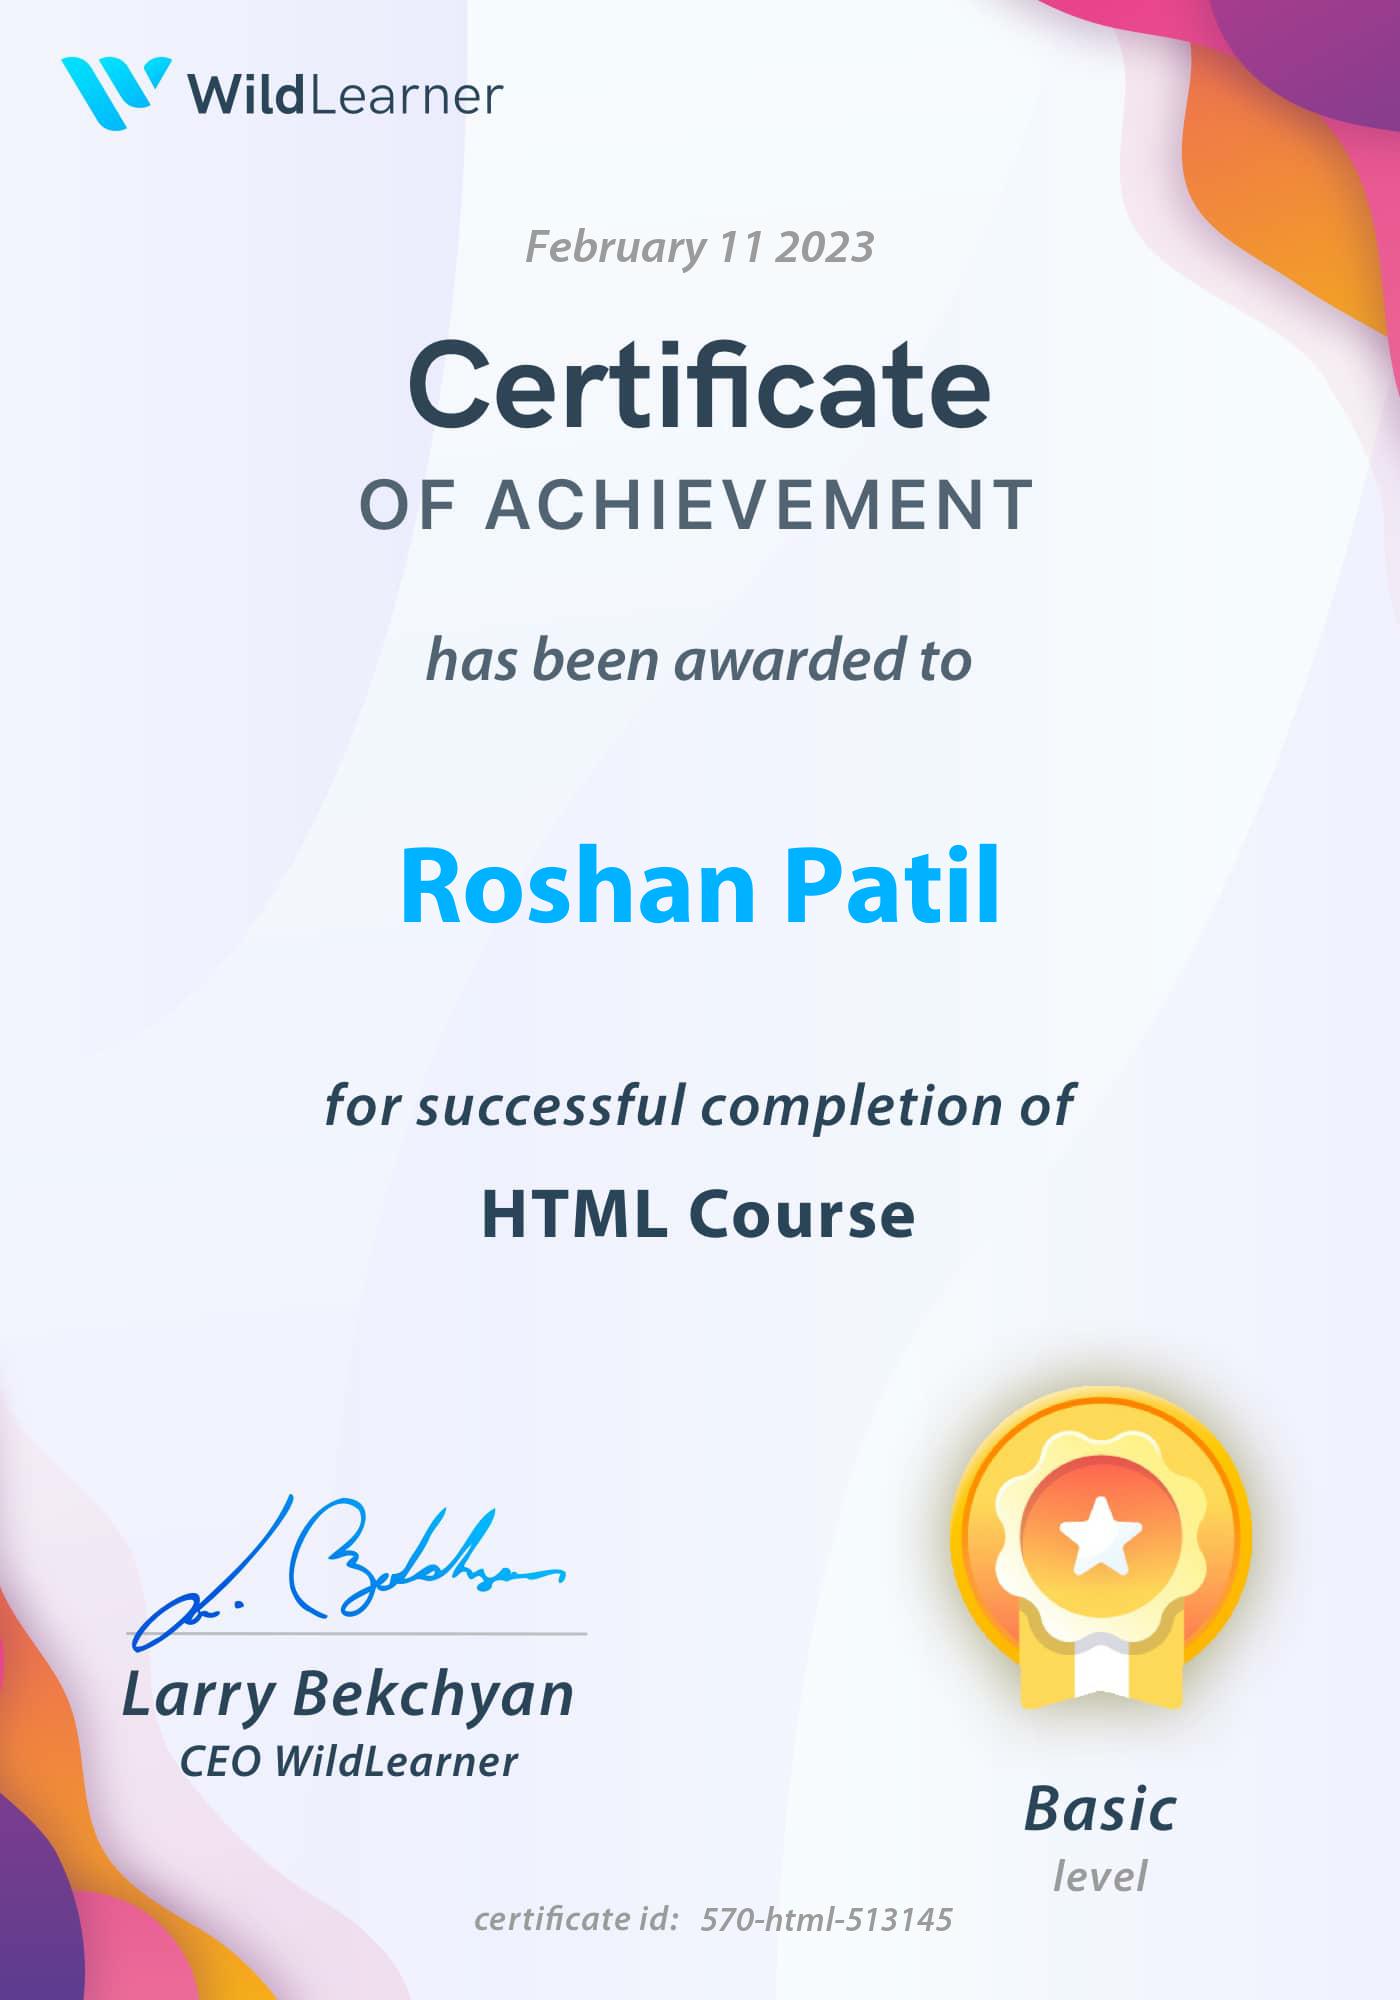 WildLearner
February 11 2023
Certificate
OF ACHIEVEMENT
has been awarded to
Roshan Patil
for successful completion of
HTML Course
L. Bekchyan
Larry Bekchyan
CEO WildLearner
Basic
level
certificate id: 570-html-513145